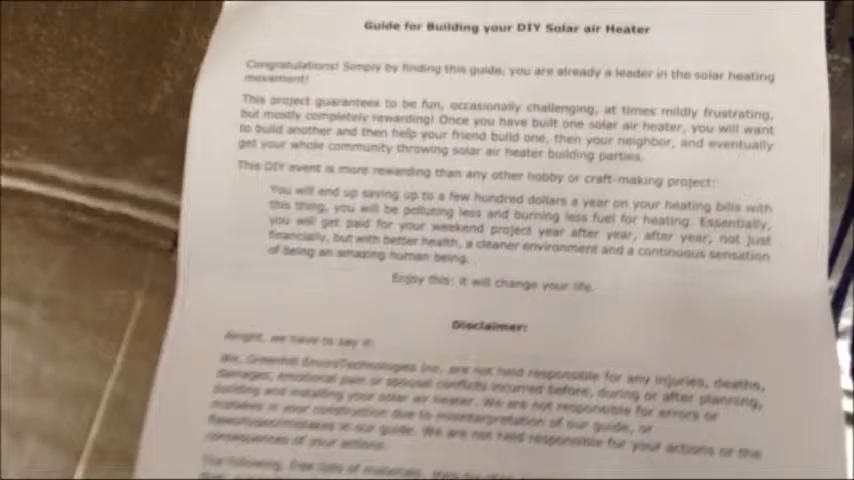 Guide for Building your DIY Solar air Heater
Congratulations! Simply by finding this guide, you are already a leader in the solar heating
movement!
This project guarantees to be fun, occasionally challenging, at times mildly frustrating,
but mostly completely rewarding! Once you have built one solar air heater, you will want
to build another and then help your friend build one, then your neighbor, and eventually
get your whole community throwing solar air heater building parties.
This DIY event is more rewarding than any other hobby or craft-making project:
You will end up saving up to a few hundred dollars a year on your heating bills with
this thing, you will be polluting less and burning less fuel for heating. Essentially,
you will get paid for your weekend project year after year, after year, not just
financially, but with better health, a cleaner environment and a continuous sensation
of being an amazing human being.
Enjoy this: it will change your life.
Disclaimer:
Alright, we have to say it:
We, Greenhill EnviroTechnologies Inc. are not held responsible for any injuries, deaths,
damages, emotional pain or spousal conflicts incurred before, during or after planning,
building and installing your solar air heater. We are not responsible for errors or
mistakes in your construction due to misinterpretation of our guide, or
in our guide. We are not held responsible for your actions or the
consequences of your actions.
The following, free lists of materials,